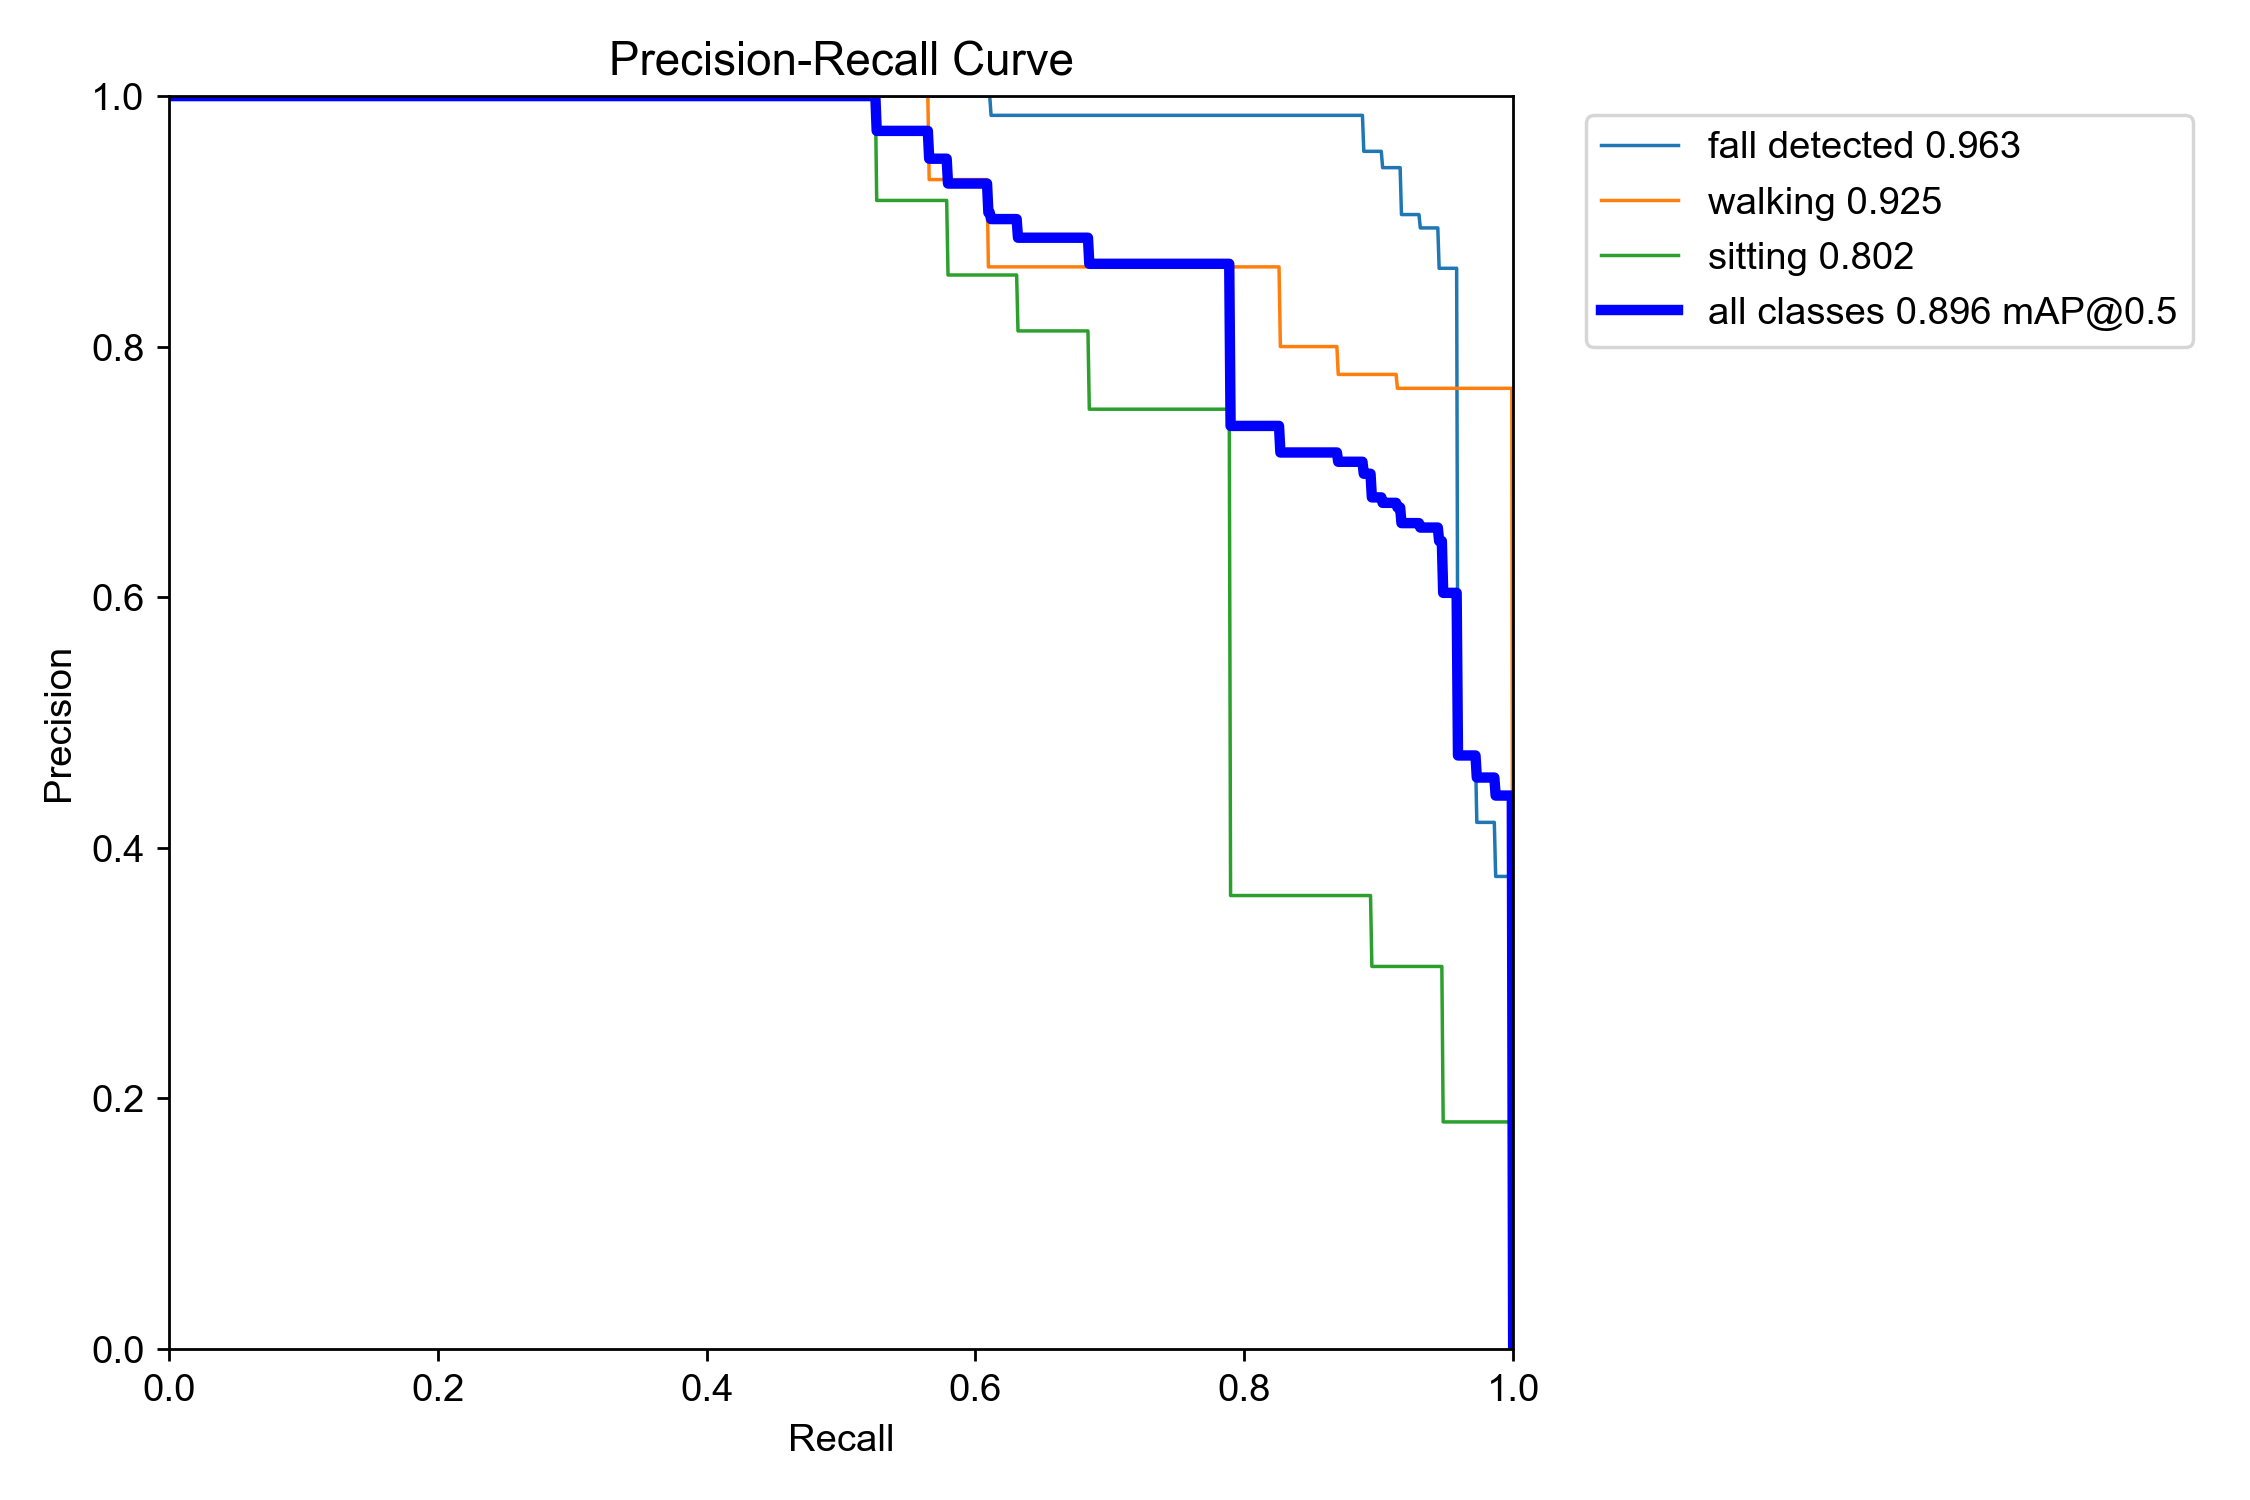 Precision-Recall Curve
1.0
0.8
0.6
0.4
0.2
0.0
Precision
0.0 0.2 0.4 0.6 0.8 1.0
Recall
fall detected 0.963
walking 0.925
sitting 0.802
all classes 0.896 mAP@0.5